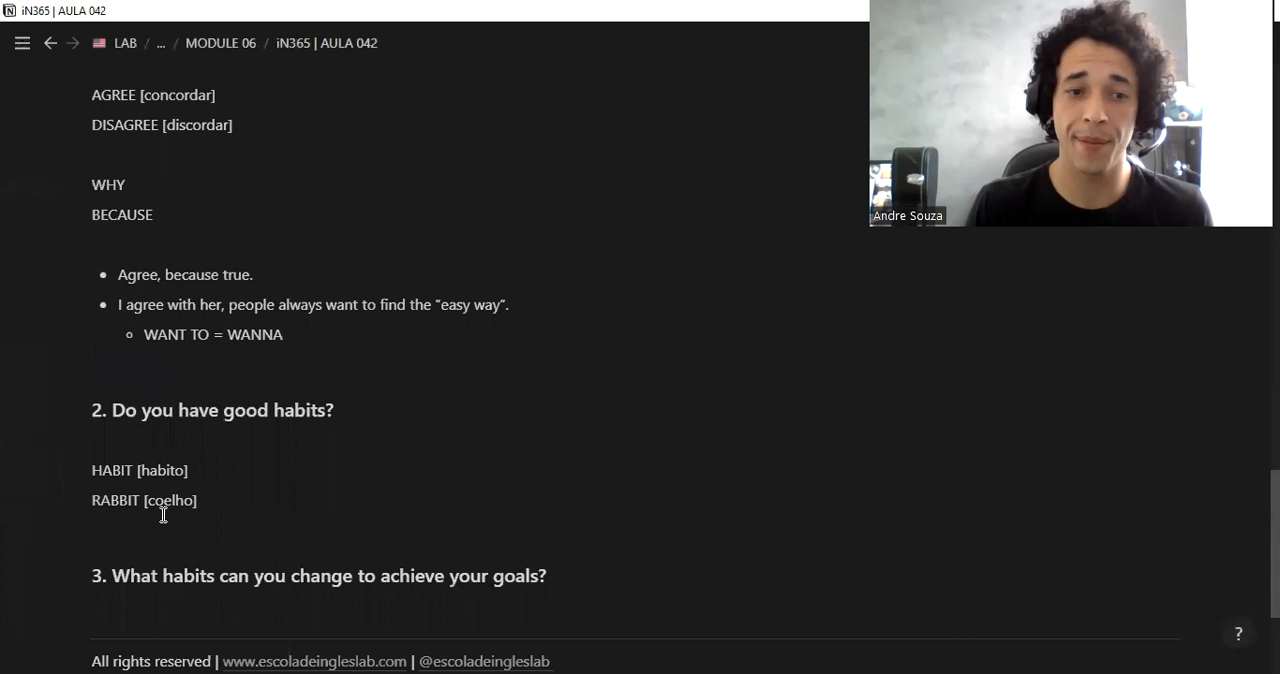 iN365 | AULA 042
LAB / ... / MODULE 06 / iN365 | AULA 042
Andre Souza
AGREE [concordar]
DISAGREE [discordar]
WHY
BECAUSE
• Agree, because true.
• I agree with her, people always want to find the “easy way”.
◦ WANT TO = WANNA
2. Do you have good habits?
HABIT [habito]
RABBIT [coelho]
3. What habits can you change to achieve your goals?
?
All rights reserved | www.escoladeingleslab.com | @escoladeingleslab